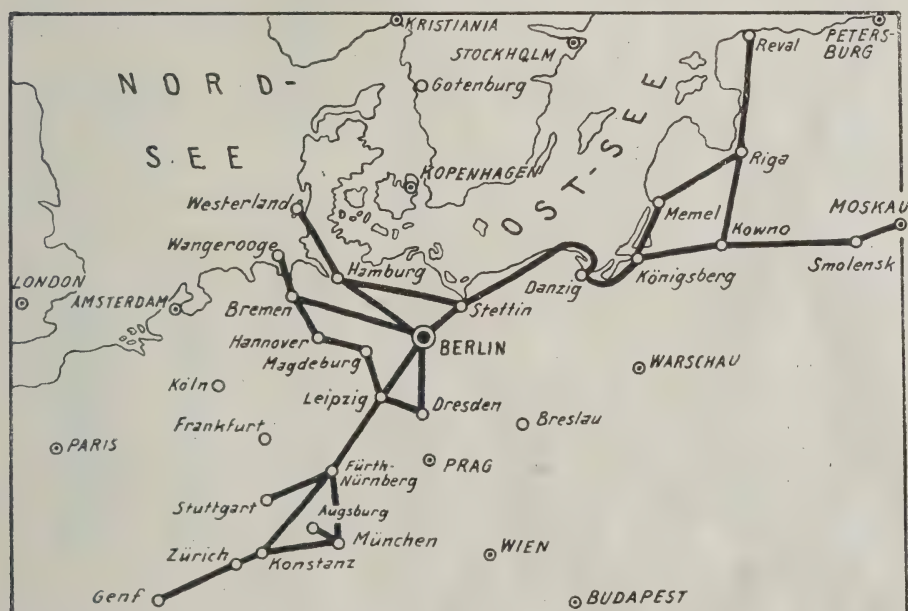 KRISTIANIA
PETERS-
BURG
STOCKHOLM
Reval
NORD-
SEE
Gotenburg
OST-SEE
Riga
KOPENHAGEN
Westerland
Memel
MOSKAU
Wangerooge
Kowno
Smolensk
Hamburg
Königsberg
Danzig
LONDON
AMSTERDAM
Bremen
Stettin
Hannover
BERLIN
Magdeburg
WARSCHAU
Köln
Leipzig
Dresden
Breslau
Frankfurt
PARIS
PRAG
Fürth-
Nürnberg
Stuttgart
Augsburg
München
WIEN
Zürich
Konstanz
Genf
BUDAPEST